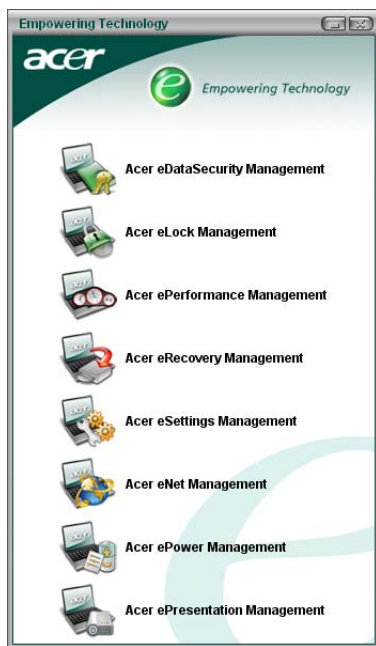 Empowering Technology
acer
e Empowering Technology
Acer eDataSecurity Management
Acer eLock Management
Acer ePerformance Management
Acer eRecovery Management
Acer eSettings Management
Acer eNet Management
Acer ePower Management
Acer ePresentation Management